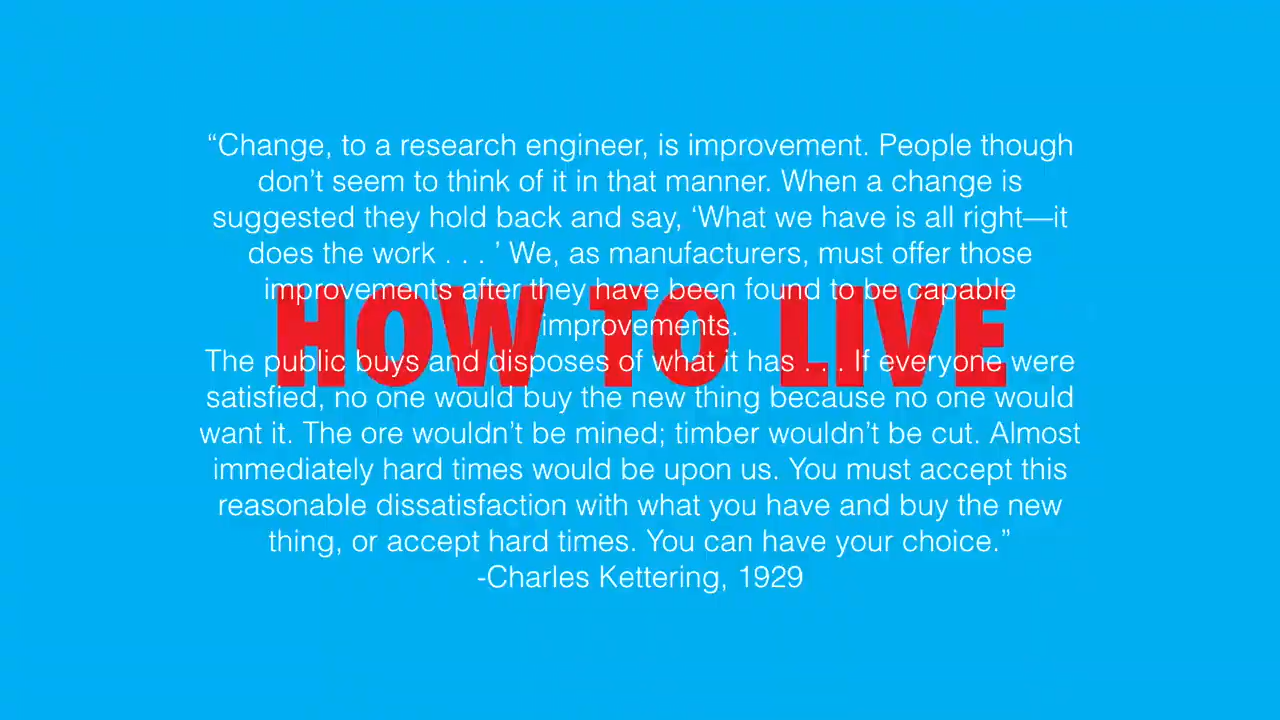 “Change, to a research engineer, is improvement. People though
don’t seem to think of it in that manner. When a change is
suggested they hold back and say, ‘What we have is all right—it
does the work . . . ’ We, as manufacturers, must offer those
improvements after they have been found to be capable
improvements.
HOW TO LIVE
The public buys and disposes of what it has . . . If everyone were
satisfied, no one would buy the new thing because no one would
want it. The ore wouldn’t be mined; timber wouldn’t be cut. Almost
immediately hard times would be upon us. You must accept this
reasonable dissatisfaction with what you have and buy the new
thing, or accept hard times. You can have your choice.”
-Charles Kettering, 1929